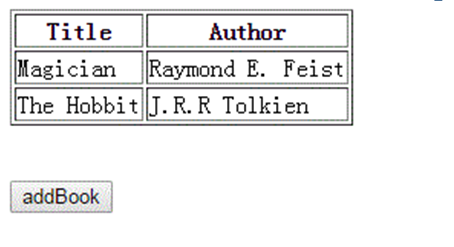 Title Author
Magician Raymond E. Feist
The Hobbit J.R.R Tolkien
addBook